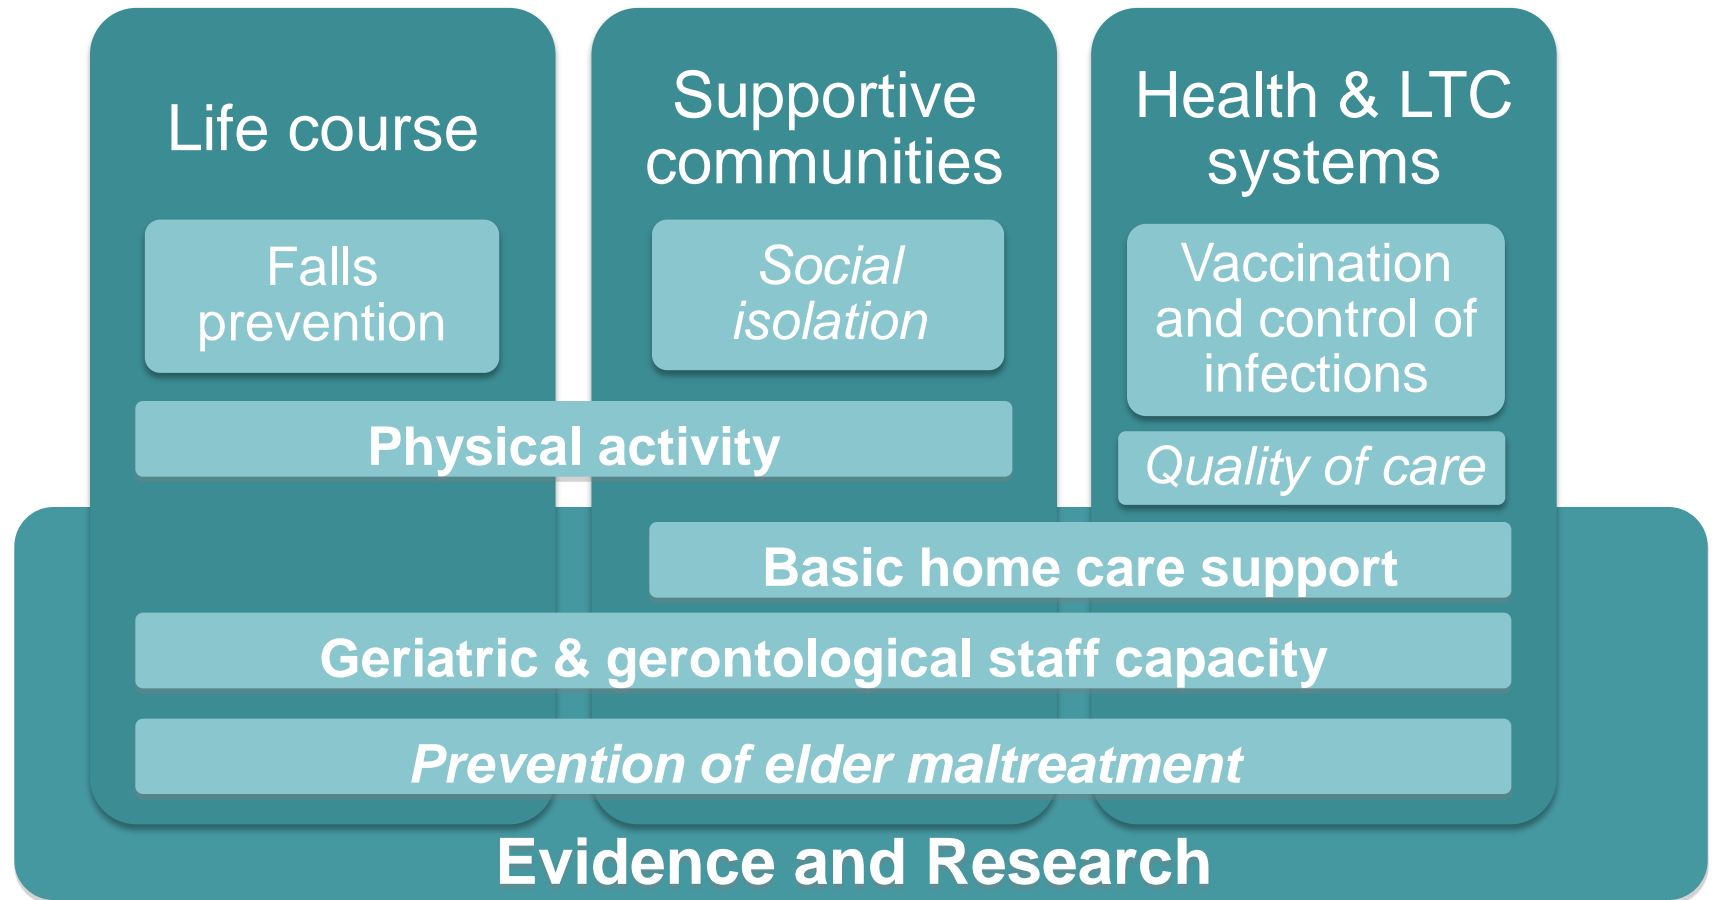 Life course
Supportive
communities
Health & LTC
systems
Falls
prevention
Social
isolation
Vaccination
and control of
infections
Physical activity
Quality of care
Basic home care support
Geriatric & gerontological staff capacity
Prevention of elder maltreatment
Evidence and Research